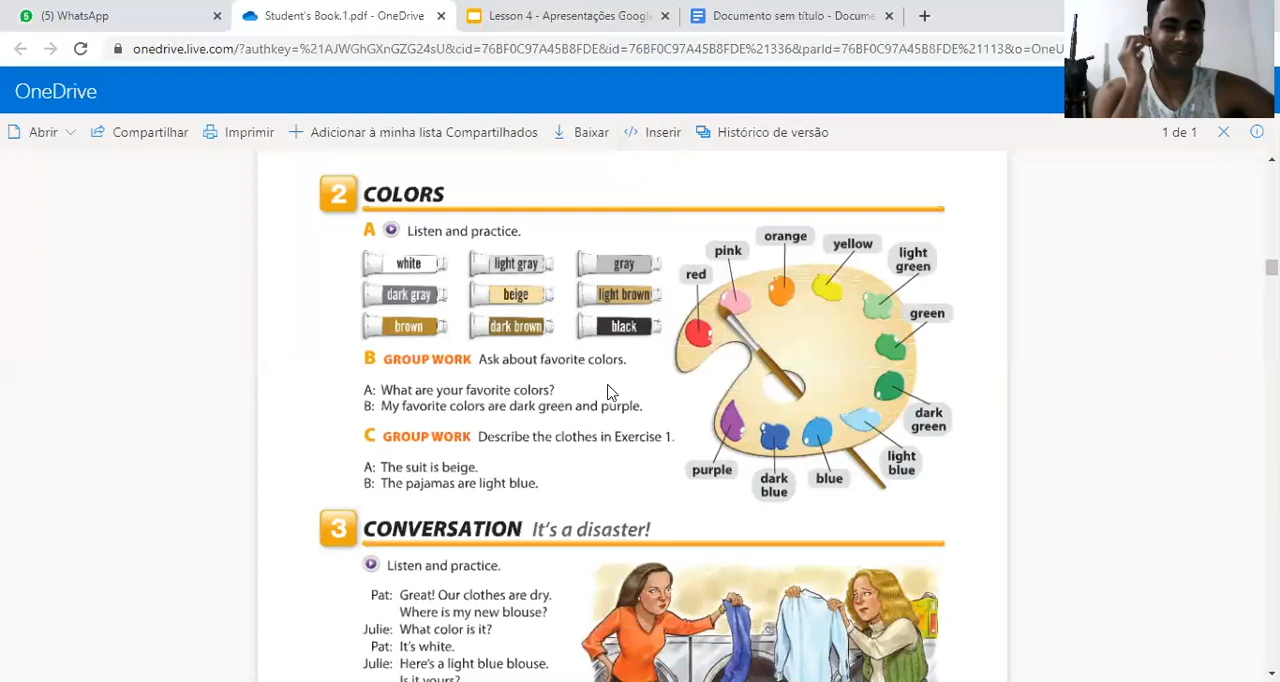 (5) WhatsApp
Student's Book.1.pdf - OneDrive
Lesson 4 - Apresentações Googl
Documento sem título - Docume
onedrive.live.com/?authkey=%21AJWGhGXnGZG24sU&cid=76BF0C97A45B8FDE&id=76BF0C97A45B8FDE%21336&parId=76BF0C97A45B8FDE%21113&o=OneU
OneDrive
Abrir Compartilhar Imprimir Adicionar à minha lista Compartilhados Baixar Inserir Histórico de versão 1 de 1
2 COLORS
A Listen and practice.
white light gray gray
dark gray beige light brown
brown dark brown black
red
pink
orange
yellow
light
green
green
dark
green
light
blue
blue
dark
blue
purple
B GROUP WORK Ask about favorite colors.
A: What are your favorite colors?
B: My favorite colors are dark green and purple.
C GROUP WORK Describe the clothes in Exercise 1.
A: The suit is beige.
B: The pajamas are light blue.
3 CONVERSATION It's a disaster!
Listen and practice.
Pat: Great! Our clothes are dry.
Where is my new blouse?
Julie: What color is it?
Pat: It's white.
Julie: Here's a light blue blouse.
Is it yours?